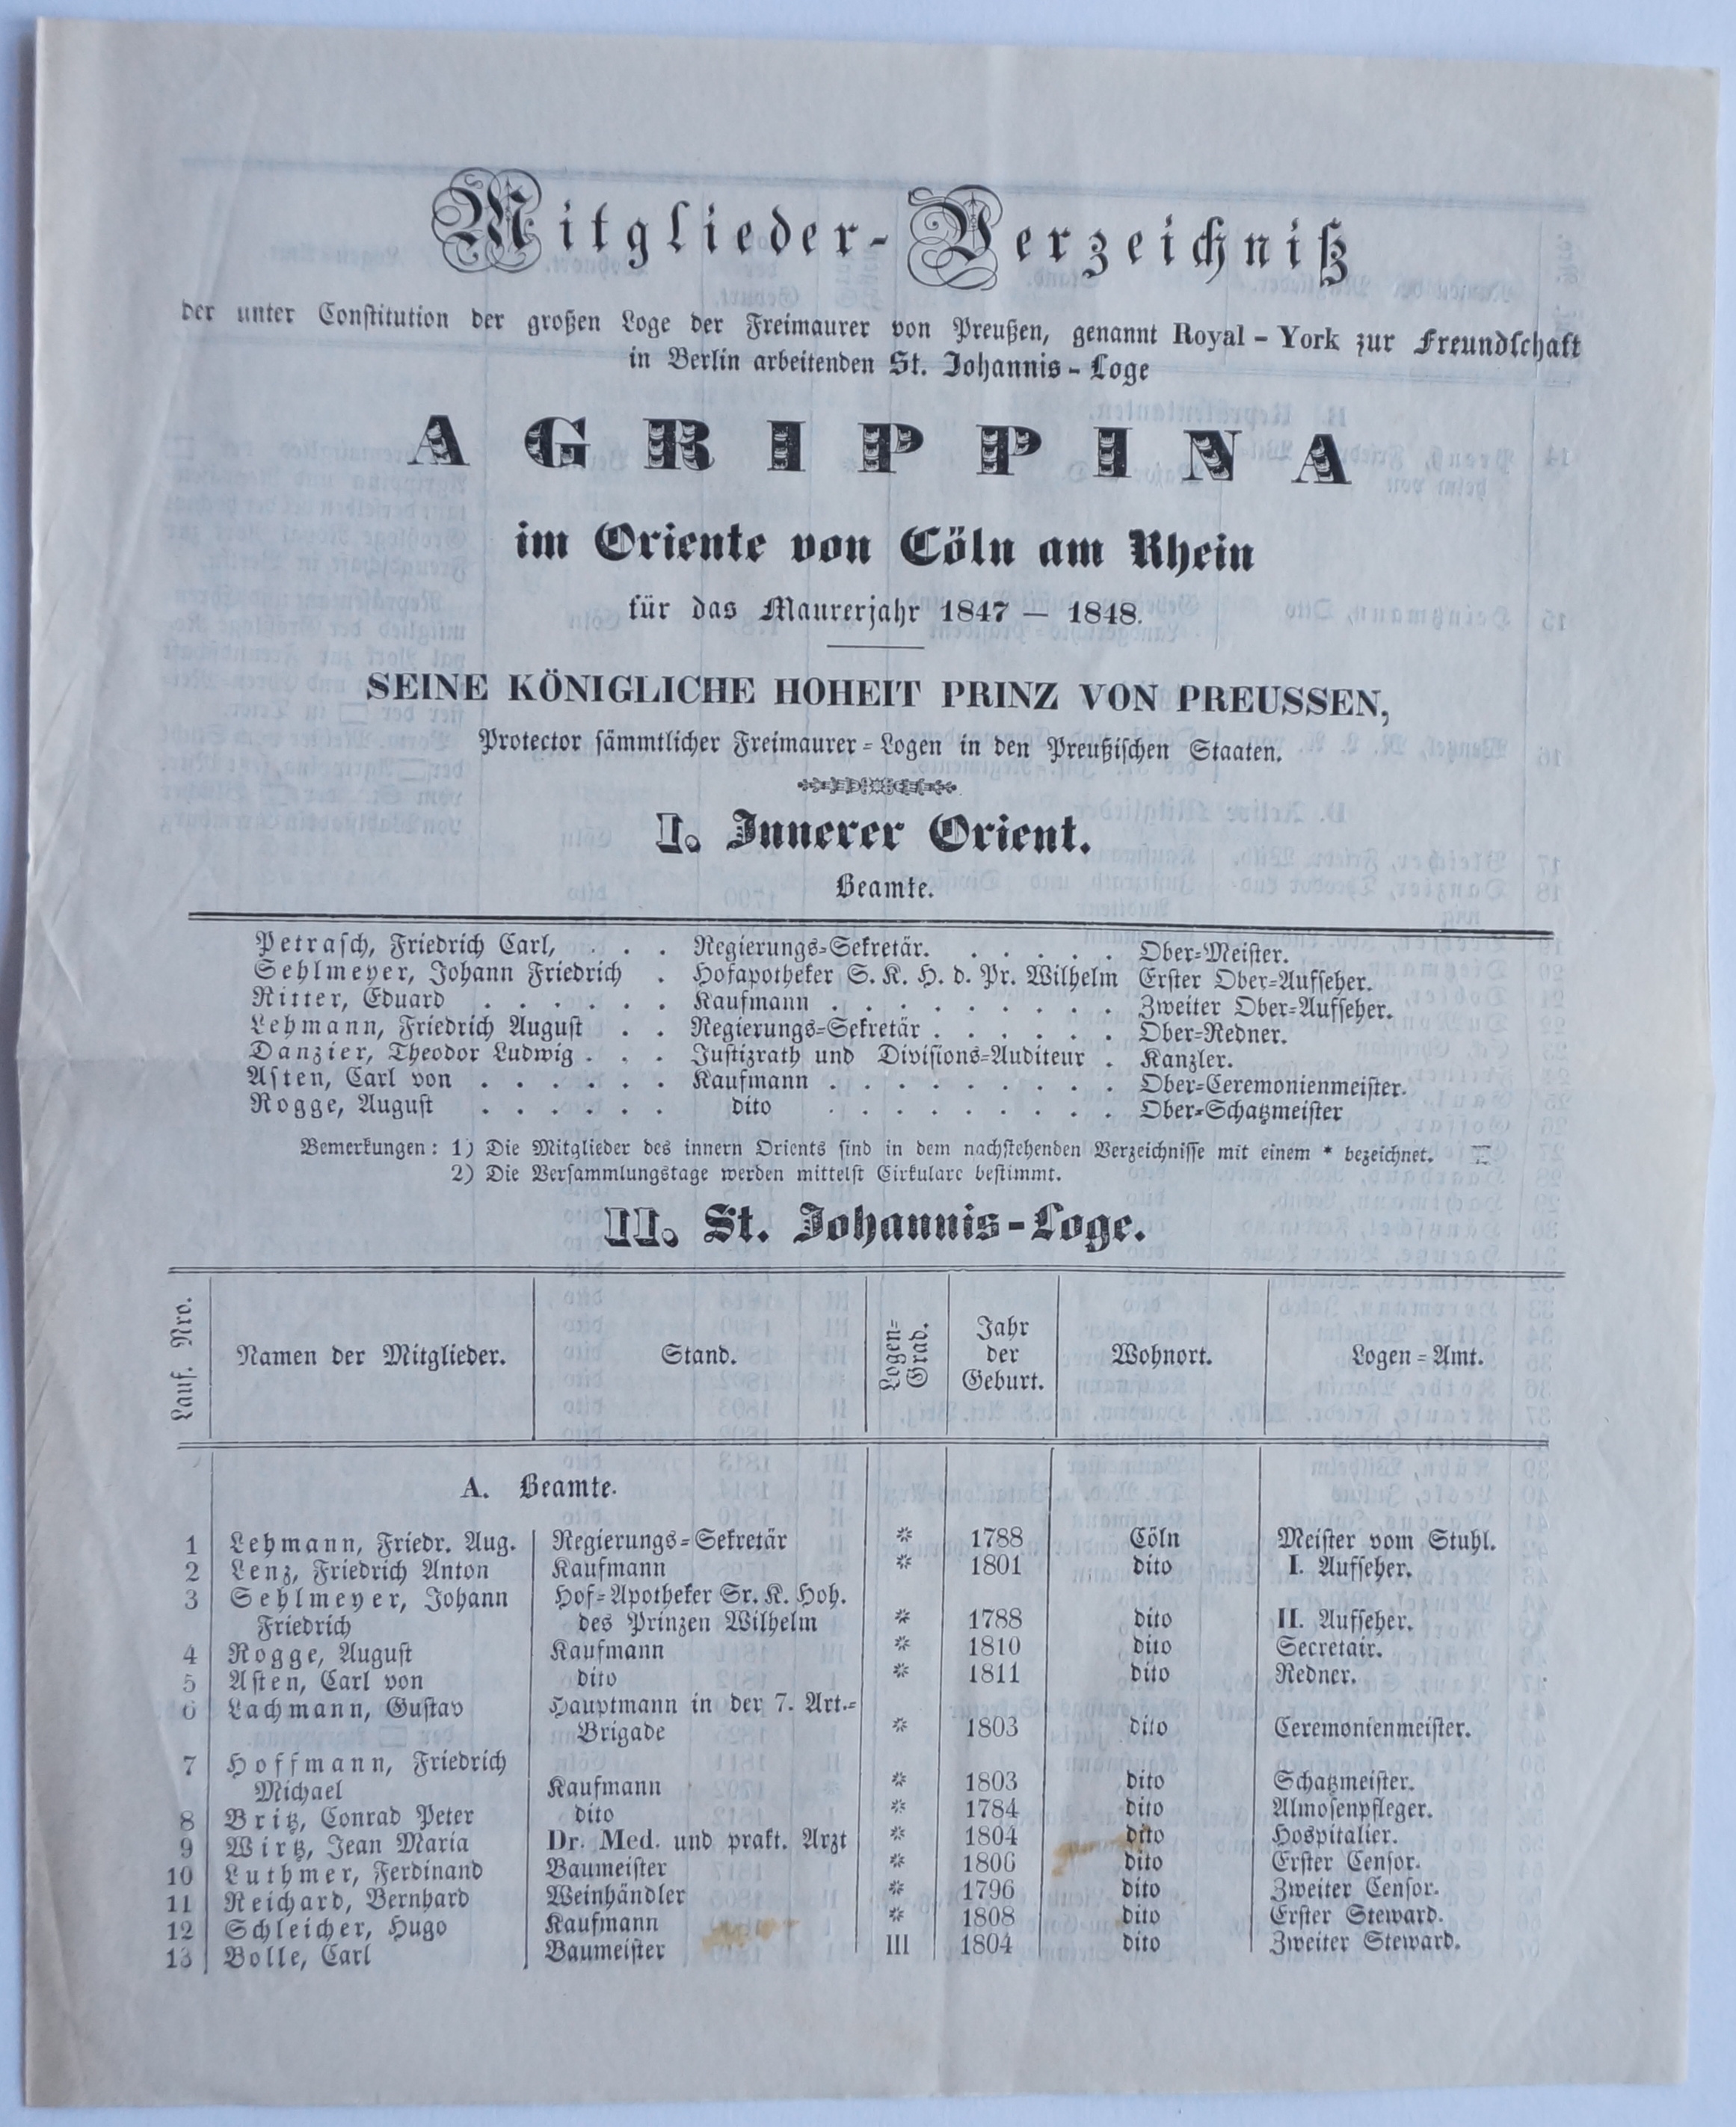 Mitglieder-Verzeichniß
der unter Constitution der großen Loge der Freimaurer von Preußen, genannt Royal-York zur Freundschaft
in Berlin arbeitenden St. Johannis-Loge
AGRIPPINA
im Oriente von Cöln am Rhein
für das Maurerjahr 1847 — 1848.
SEINE KÖNIGLICHE HOHEIT PRINZ VON PREUSSEN,
Protector sämmtlicher Freimaurer-Logen in den Preußischen Staaten.
I. Innerer Orient.
Beamte.
Petrasch, Friedrich Carl, . . . Regierungs-Sekretär. . . . . . Ober-Meister.
Sehlmeyer, Johann Friedrich . Hofapotheker S. K. H. d. Pr. Wilhelm Erster Ober-Aufseher.
Ritter, Eduard . . . . . . Kaufmann . . . . . . . . Zweiter Ober-Aufseher.
Lehmann, Friedrich August . . Regierungs-Sekretär . . . . . Ober-Redner.
Danzier, Theodor Ludwig . . . Justizrath und Divisions-Auditeur . Kanzler.
Asten, Carl von . . . . . . Kaufmann . . . . . . . . Ober-Ceremonienmeister.
Rogge, August . . . . . . dito . . . . . . . . Ober-Schatzmeister
Bemerkungen: 1) Die Mitglieder des innern Orients sind in dem nachstehenden Verzeichnisse mit einem * bezeichnet.
2) Die Versammlungstage werden mittelst Cirkulare bestimmt.
II. St. Johannis-Loge.
Lauf. Nro. Namen der Mitglieder. Stand. Logen-Grad. Jahr der Geburt. Wohnort. Logen-Amt.
A. Beamte.
1 Lehmann, Friedr. Aug. Regierungs-Sekretär * 1788 Cöln Meister vom Stuhl.
2 Lenz, Friedrich Anton Kaufmann * 1801 dito I. Aufseher.
3 Sehlmeyer, Johann Hof-Apotheker Sr. K. Hoh.
Friedrich des Prinzen Wilhelm * 1788 dito II. Aufseher.
4 Rogge, August Kaufmann * 1810 dito Secretair.
5 Asten, Carl von dito * 1811 dito Redner.
6 Lachmann, Gustav Hauptmann in der 7. Art.-
Brigade * 1803 dito Ceremonienmeister.
7 Hoffmann, Friedrich
Michael Kaufmann * 1803 dito Schatzmeister.
8 Britz, Conrad Peter dito * 1784 dito Almosenpfleger.
9 Wirtz, Jean Maria Dr. Med. und prakt. Arzt * 1804 dito Hospitalier.
10 Luthmer, Ferdinand Baumeister * 1806 dito Erster Censor.
11 Reichard, Bernhard Weinhändler * 1796 dito Zweiter Censor.
12 Schleicher, Hugo Kaufmann * 1808 dito Erster Steward.
13 Bolle, Carl Baumeister III 1804 dito Zweiter Steward.